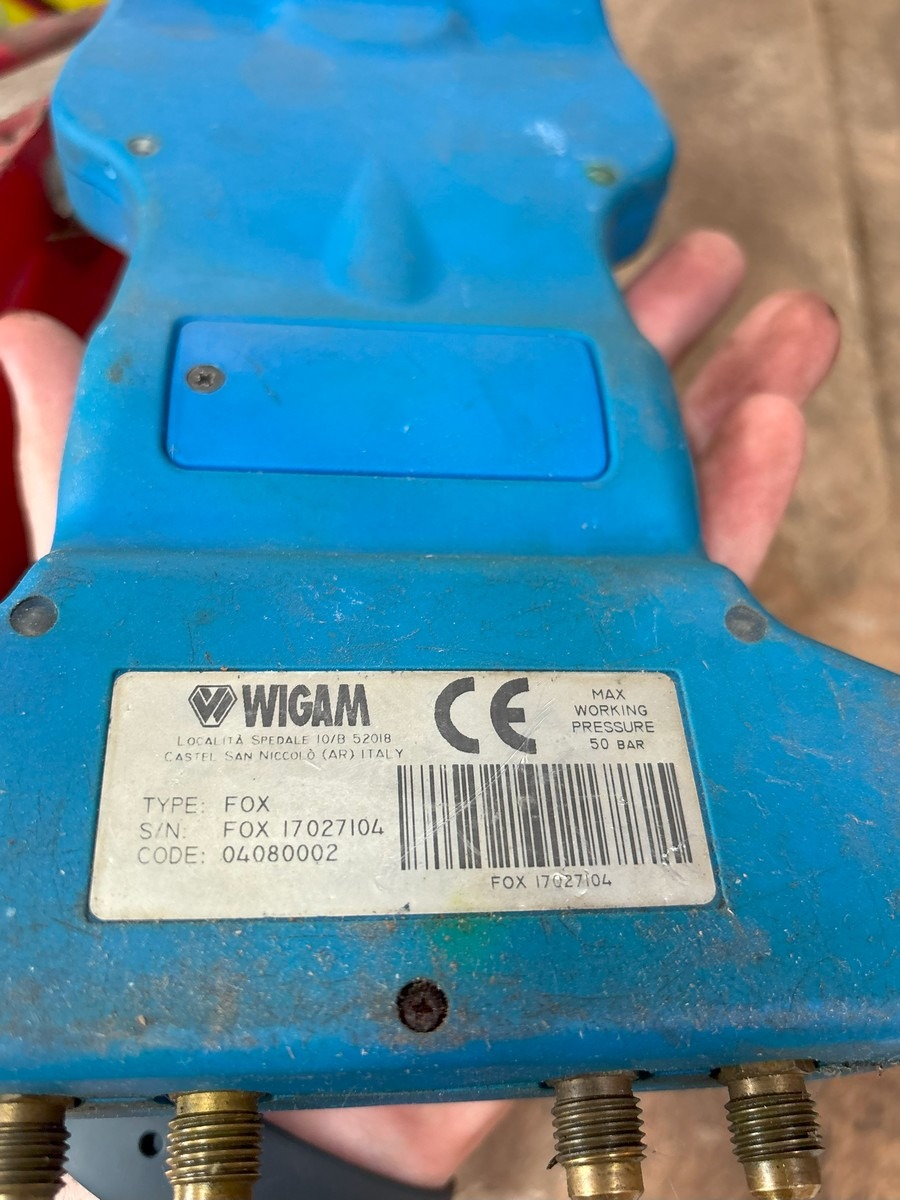 WIGAM
LOCALITÀ SPEDALE 10/B 52018
CASTEL SAN NICCOLÒ (AR) ITALY
CE
MAX
WORKING
PRESSURE
50 BAR
TYPE: FOX
S/N: FOX 17027104
CODE: 04080002
FOX 17027104